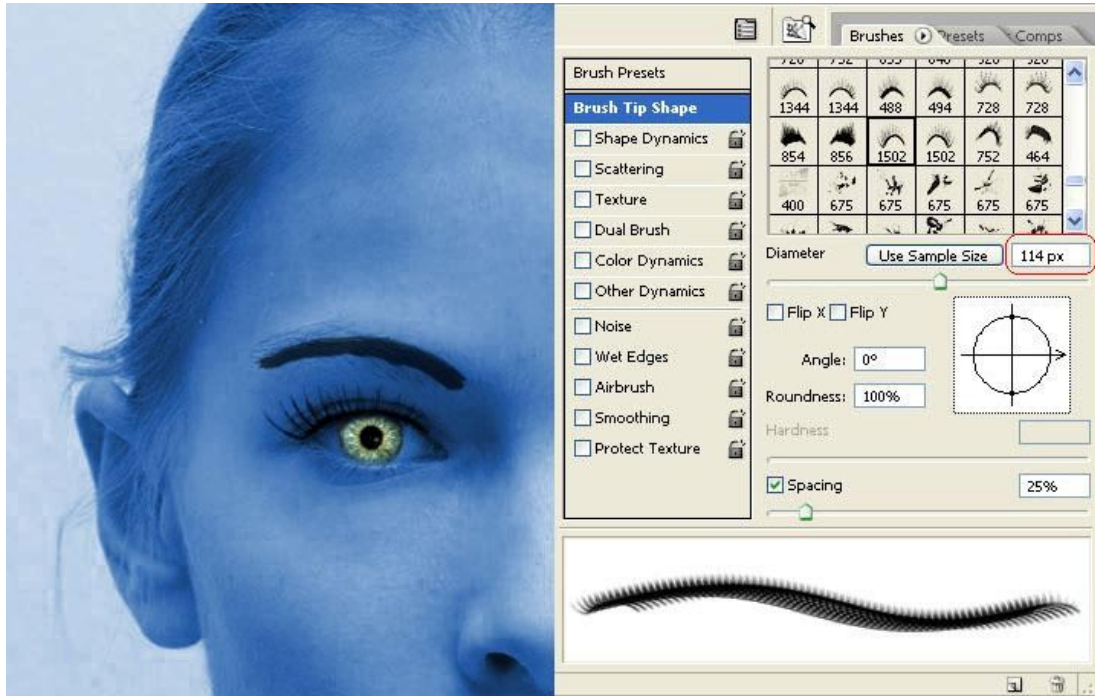 Brushes Presets Comps
Brush Presets
Brush Tip Shape
Shape Dynamics
Scattering
Texture
Dual Brush
Color Dynamics
Other Dynamics
Noise
Wet Edges
Airbrush
Smoothing
Protect Texture
1344 1344 488 494 728 728
854 856 1502 1502 752 464
400 675 675 675 675 675
Diameter Use Sample Size 114 px
Flip X Flip Y
Angle: 0º
Roundness: 100%
Hardness
Spacing 25%